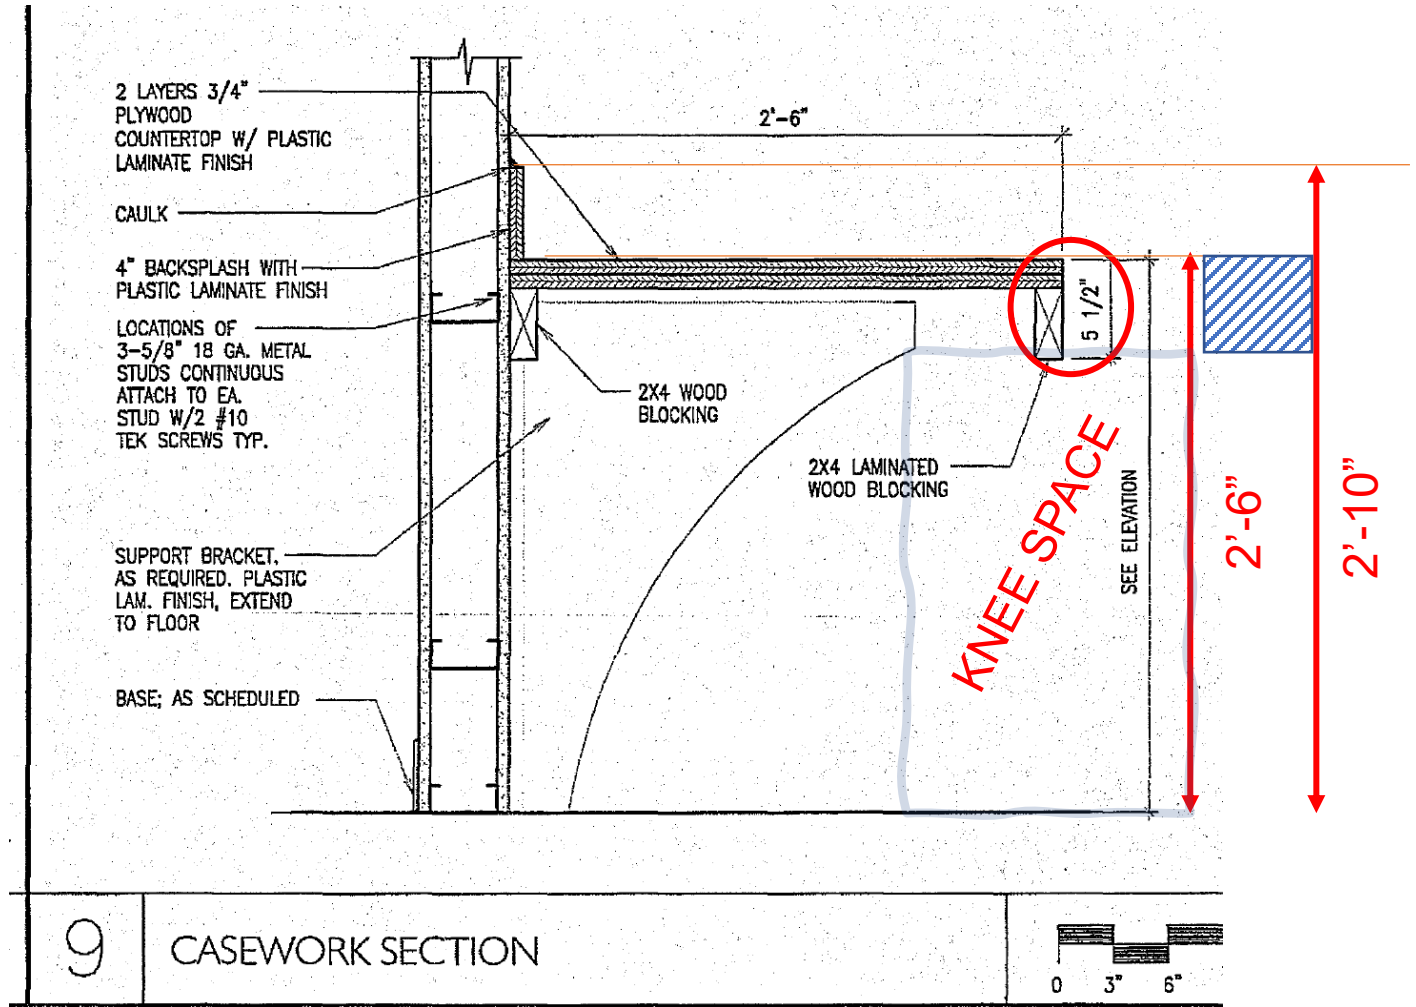 2 LAYERS 3/4"
PLYWOOD
COUNTERTOP W/ PLASTIC
LAMINATE FINISH
CAULK
4" BACKSPLASH WITH
PLASTIC LAMINATE FINISH
LOCATIONS OF
3-5/8" 18 GA. METAL
STUDS CONTINUOUS
ATTACH TO EA.
STUD W/2 #10
TEK SCREWS TYP.
SUPPORT BRACKET,
AS REQUIRED. PLASTIC
LAM. FINISH, EXTEND
TO FLOOR
BASE; AS SCHEDULED
2'-6"
5 1/2"
2X4 WOOD
BLOCKING
2X4 LAMINATED
WOOD BLOCKING
KNEE SPACE
SEE ELEVATION
2'-6"
2'-10"
9
CASEWORK SECTION
0 3" 6"